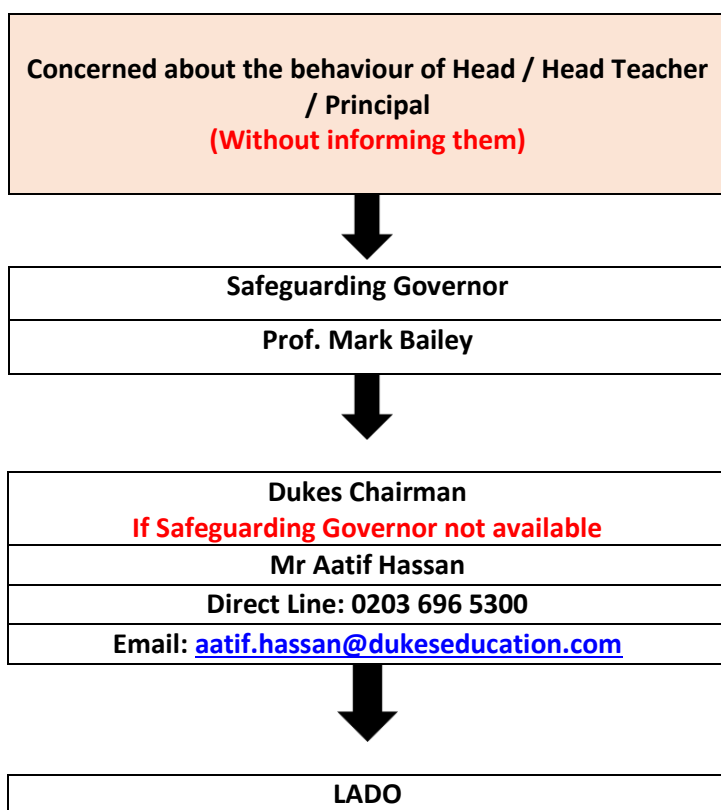 Concerned about the behaviour of Head / Head Teacher
/ Principal
(Without informing them)
Safeguarding Governor
Prof. Mark Bailey
Dukes Chairman
If Safeguarding Governor not available
Mr Aatif Hassan
Direct Line: 0203 696 5300
Email: aatif.hassan@dukeseducation.com
LADO